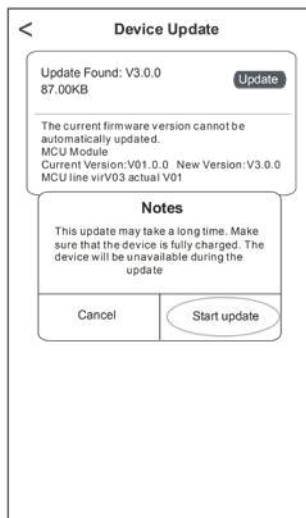 <
Device Update
Update Found: V3.0.0
87.00KB
Update
The current firmware version cannot be
automatically updated.
MCU Module
Current Version:V01.0.0 New Version:V3.0.0
MCU line virV03 actual V01
Notes
This update may take a long time. Make
sure that the device is fully charged. The
device will be unavailable during the
update
Cancel
Start update